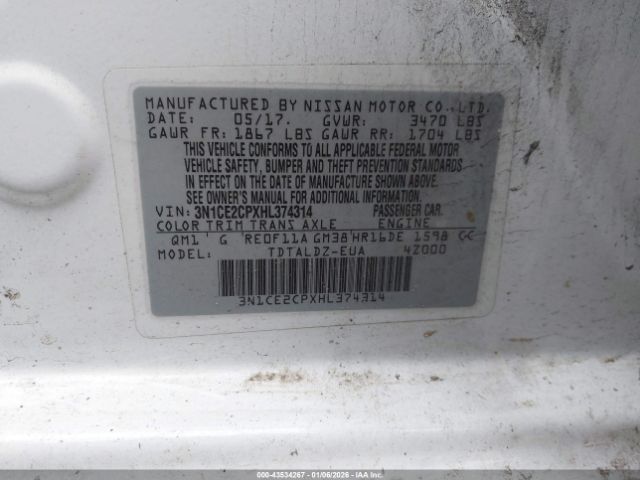 MANUFACTURED BY NISSAN MOTOR CO.,LTD.
DATE: 05/17. GVWR: 3470 LBS
GAWR FR: 1867 LBS GAWR RR: 1704 LBS
THIS VEHICLE CONFORMS TO ALL APPLICABLE FEDERAL MOTOR
VEHICLE SAFETY, BUMPER AND THEFT PREVENTION STANDARDS
IN EFFECT ON THE DATE OF MANUFACTURE SHOWN ABOVE.
SEE OWNER'S MANUAL FOR ADDITIONAL INFORMATION.
VIN: 3N1CE2CPXHL374314 PASSENGER CAR.
COLOR TRIM TRANS AXLE ENGINE
QM1 G RE0F11A GM38 HR16DE 1598 CC
MODEL: TDTALDZ-EUA 4Z000
3N1CE2CPXHL374314
000-43534267 - 01/06/2026 - IAAI.COM